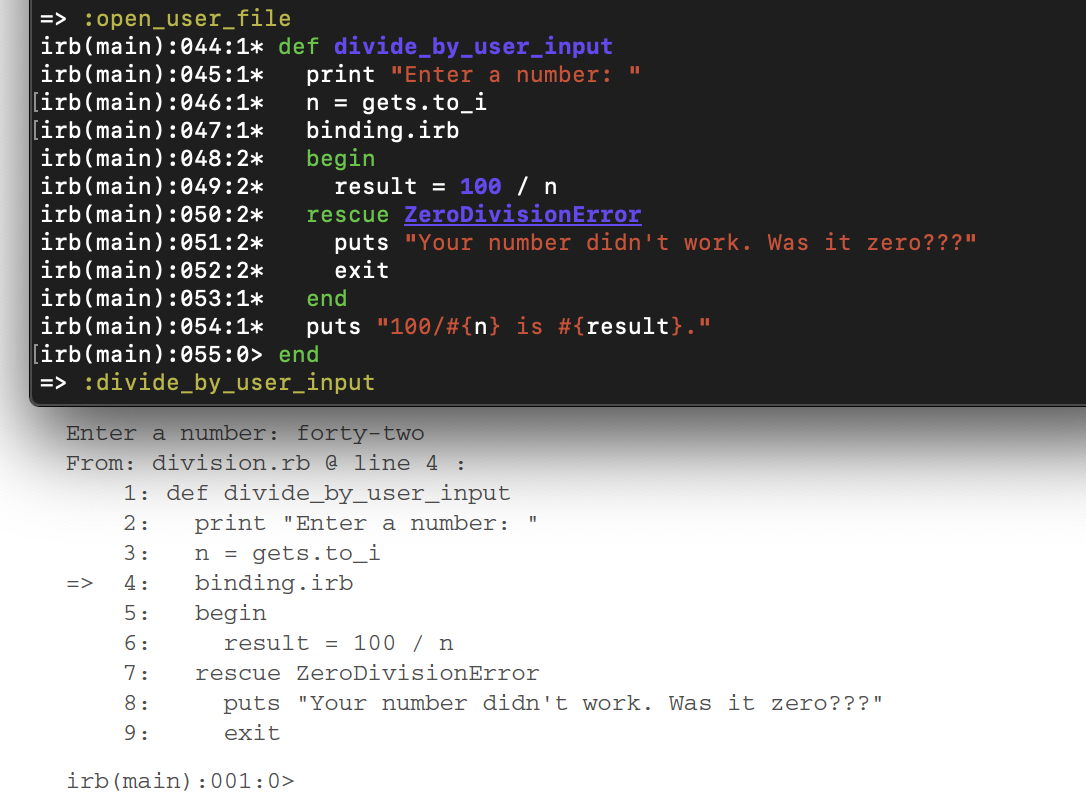 => :open_user_file
irb(main):044:1* def divide_by_user_input
irb(main):045:1*   print "Enter a number: "
[irb(main):046:1*   n = gets.to_i
[irb(main):047:1*   binding.irb
irb(main):048:2*   begin
irb(main):049:2*     result = 100 / n
irb(main):050:2*   rescue ZeroDivisionError
irb(main):051:2*     puts "Your number didn't work. Was it zero???"
irb(main):052:2*     exit
irb(main):053:1*   end
irb(main):054:1*   puts "100/#{n} is #{result}."
[irb(main):055:0> end
=> :divide_by_user_input
Enter a number: forty-two
From: division.rb @ line 4 :
    1: def divide_by_user_input
    2:   print "Enter a number: "
    3:   n = gets.to_i
=>  4:   binding.irb
    5:   begin
    6:     result = 100 / n
    7:   rescue ZeroDivisionError
    8:     puts "Your number didn't work. Was it zero???"
    9:     exit
irb(main):001:0>